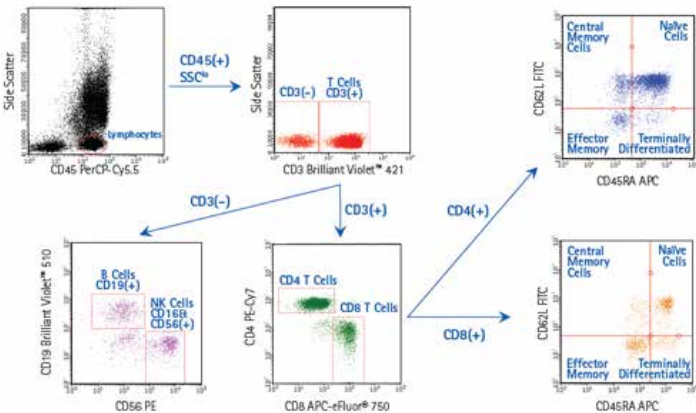 Side Scatter
CD45 PerCP-Cy5.5
Lymphocytes
CD45(+)
SSC^lo
Side Scatter
CD3(-)
T Cells
CD3(+)
CD3 Brilliant Violet™ 421
CD3(-)
CD3(+)
CD4(+)
CD8(+)
CD62L FITC
Central
Memory
Cells
Naïve
Cells
Effector
Memory
Terminally
Differentiated
CD45RA APC
CD19 Brilliant Violet™ 510
B Cells
CD19(+)
NK Cells
CD16&
CD56(+)
CD56 PE
CD4 PE-Cy7
CD4 T Cells
CD8 T Cells
CD8 APC-eFluor® 750
CD62L FITC
Central
Memory
Cells
Naïve
Cells
Effector
Memory
Terminally
Differentiated
CD45RA APC